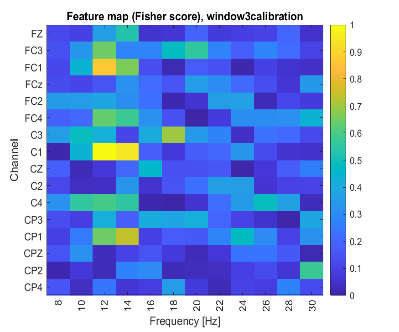 Feature map (Fisher score), window3calibration
Channel
FZ
FC3
FC1
FCz
FC2
FC4
C3
C1
CZ
C2
C4
CP3
CP1
CPZ
CP2
CP4
8 10 12 14 16 18 20 22 24 26 28 30
Frequency [Hz]
1
0.9
0.8
0.7
0.6
0.5
0.4
0.3
0.2
0.1
0